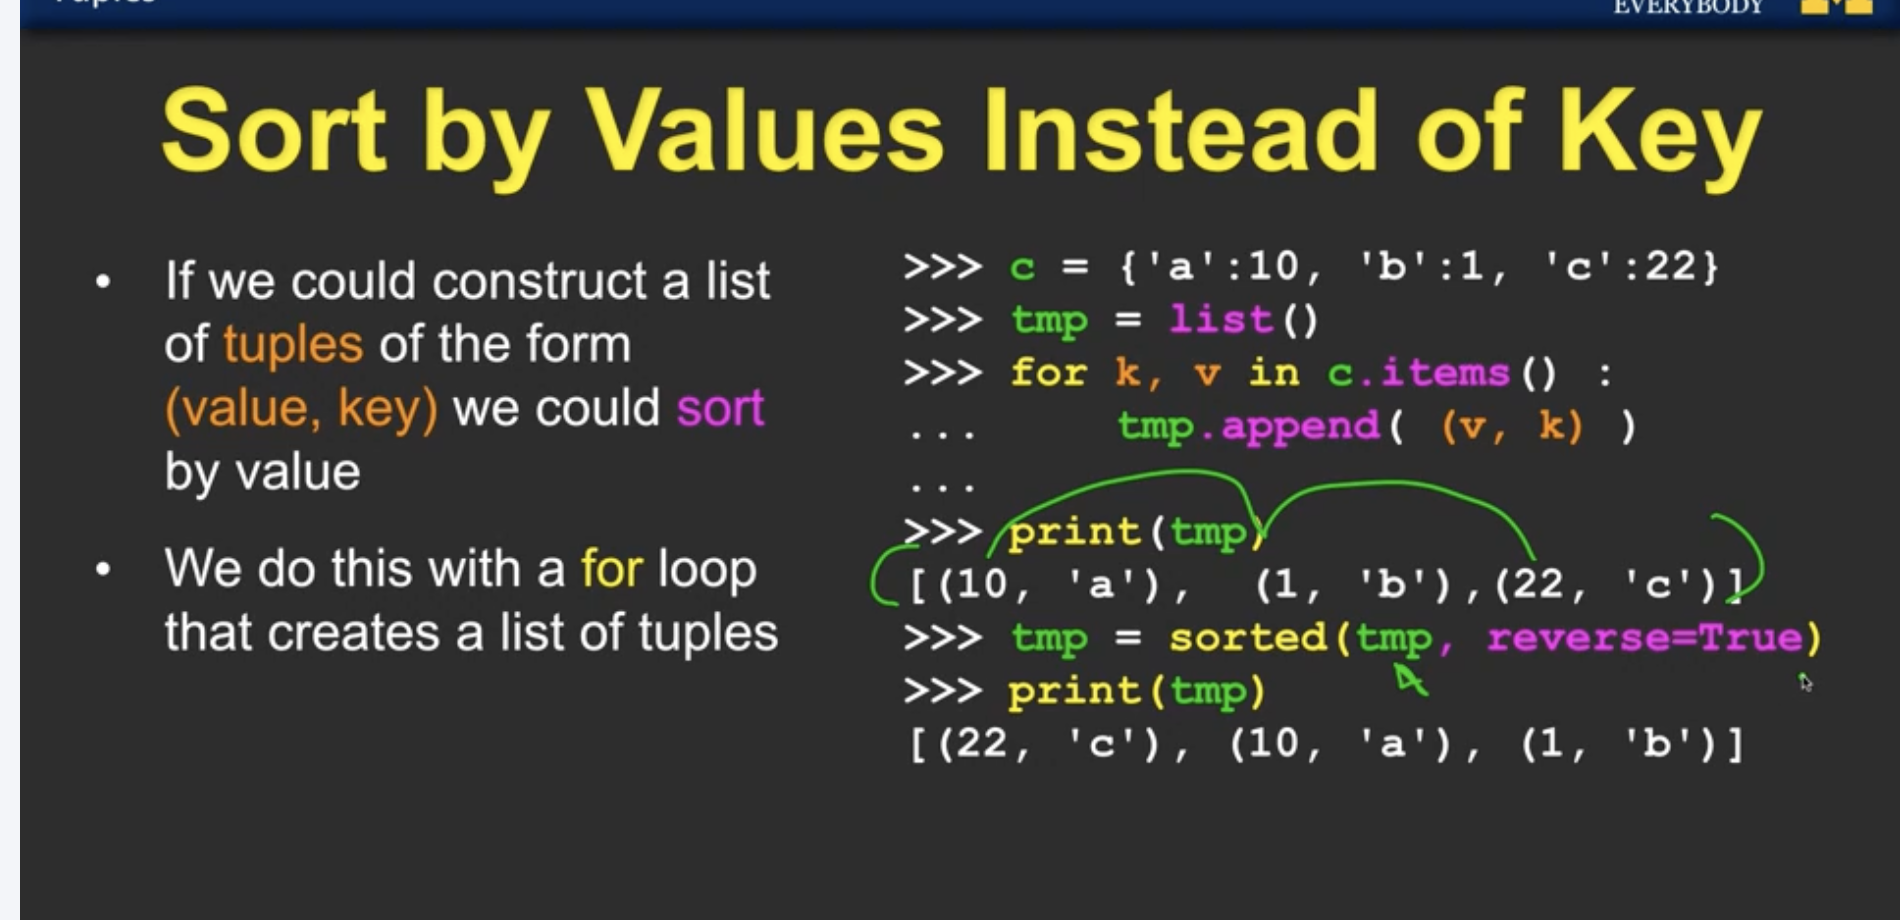 Tuples
EVERYBODY
Sort by Values Instead of Key
• If we could construct a list
of tuples of the form
(value, key) we could sort
by value
• We do this with a for loop
that creates a list of tuples
>>> c = {'a':10, 'b':1, 'c':22}
>>> tmp = list()
>>> for k, v in c.items() :
...     tmp.append( (v, k) )
...
>>> print(tmp)
[(10, 'a'),  (1, 'b'),(22, 'c')]
>>> tmp = sorted(tmp, reverse=True)
>>> print(tmp)
[(22, 'c'), (10, 'a'), (1, 'b')]